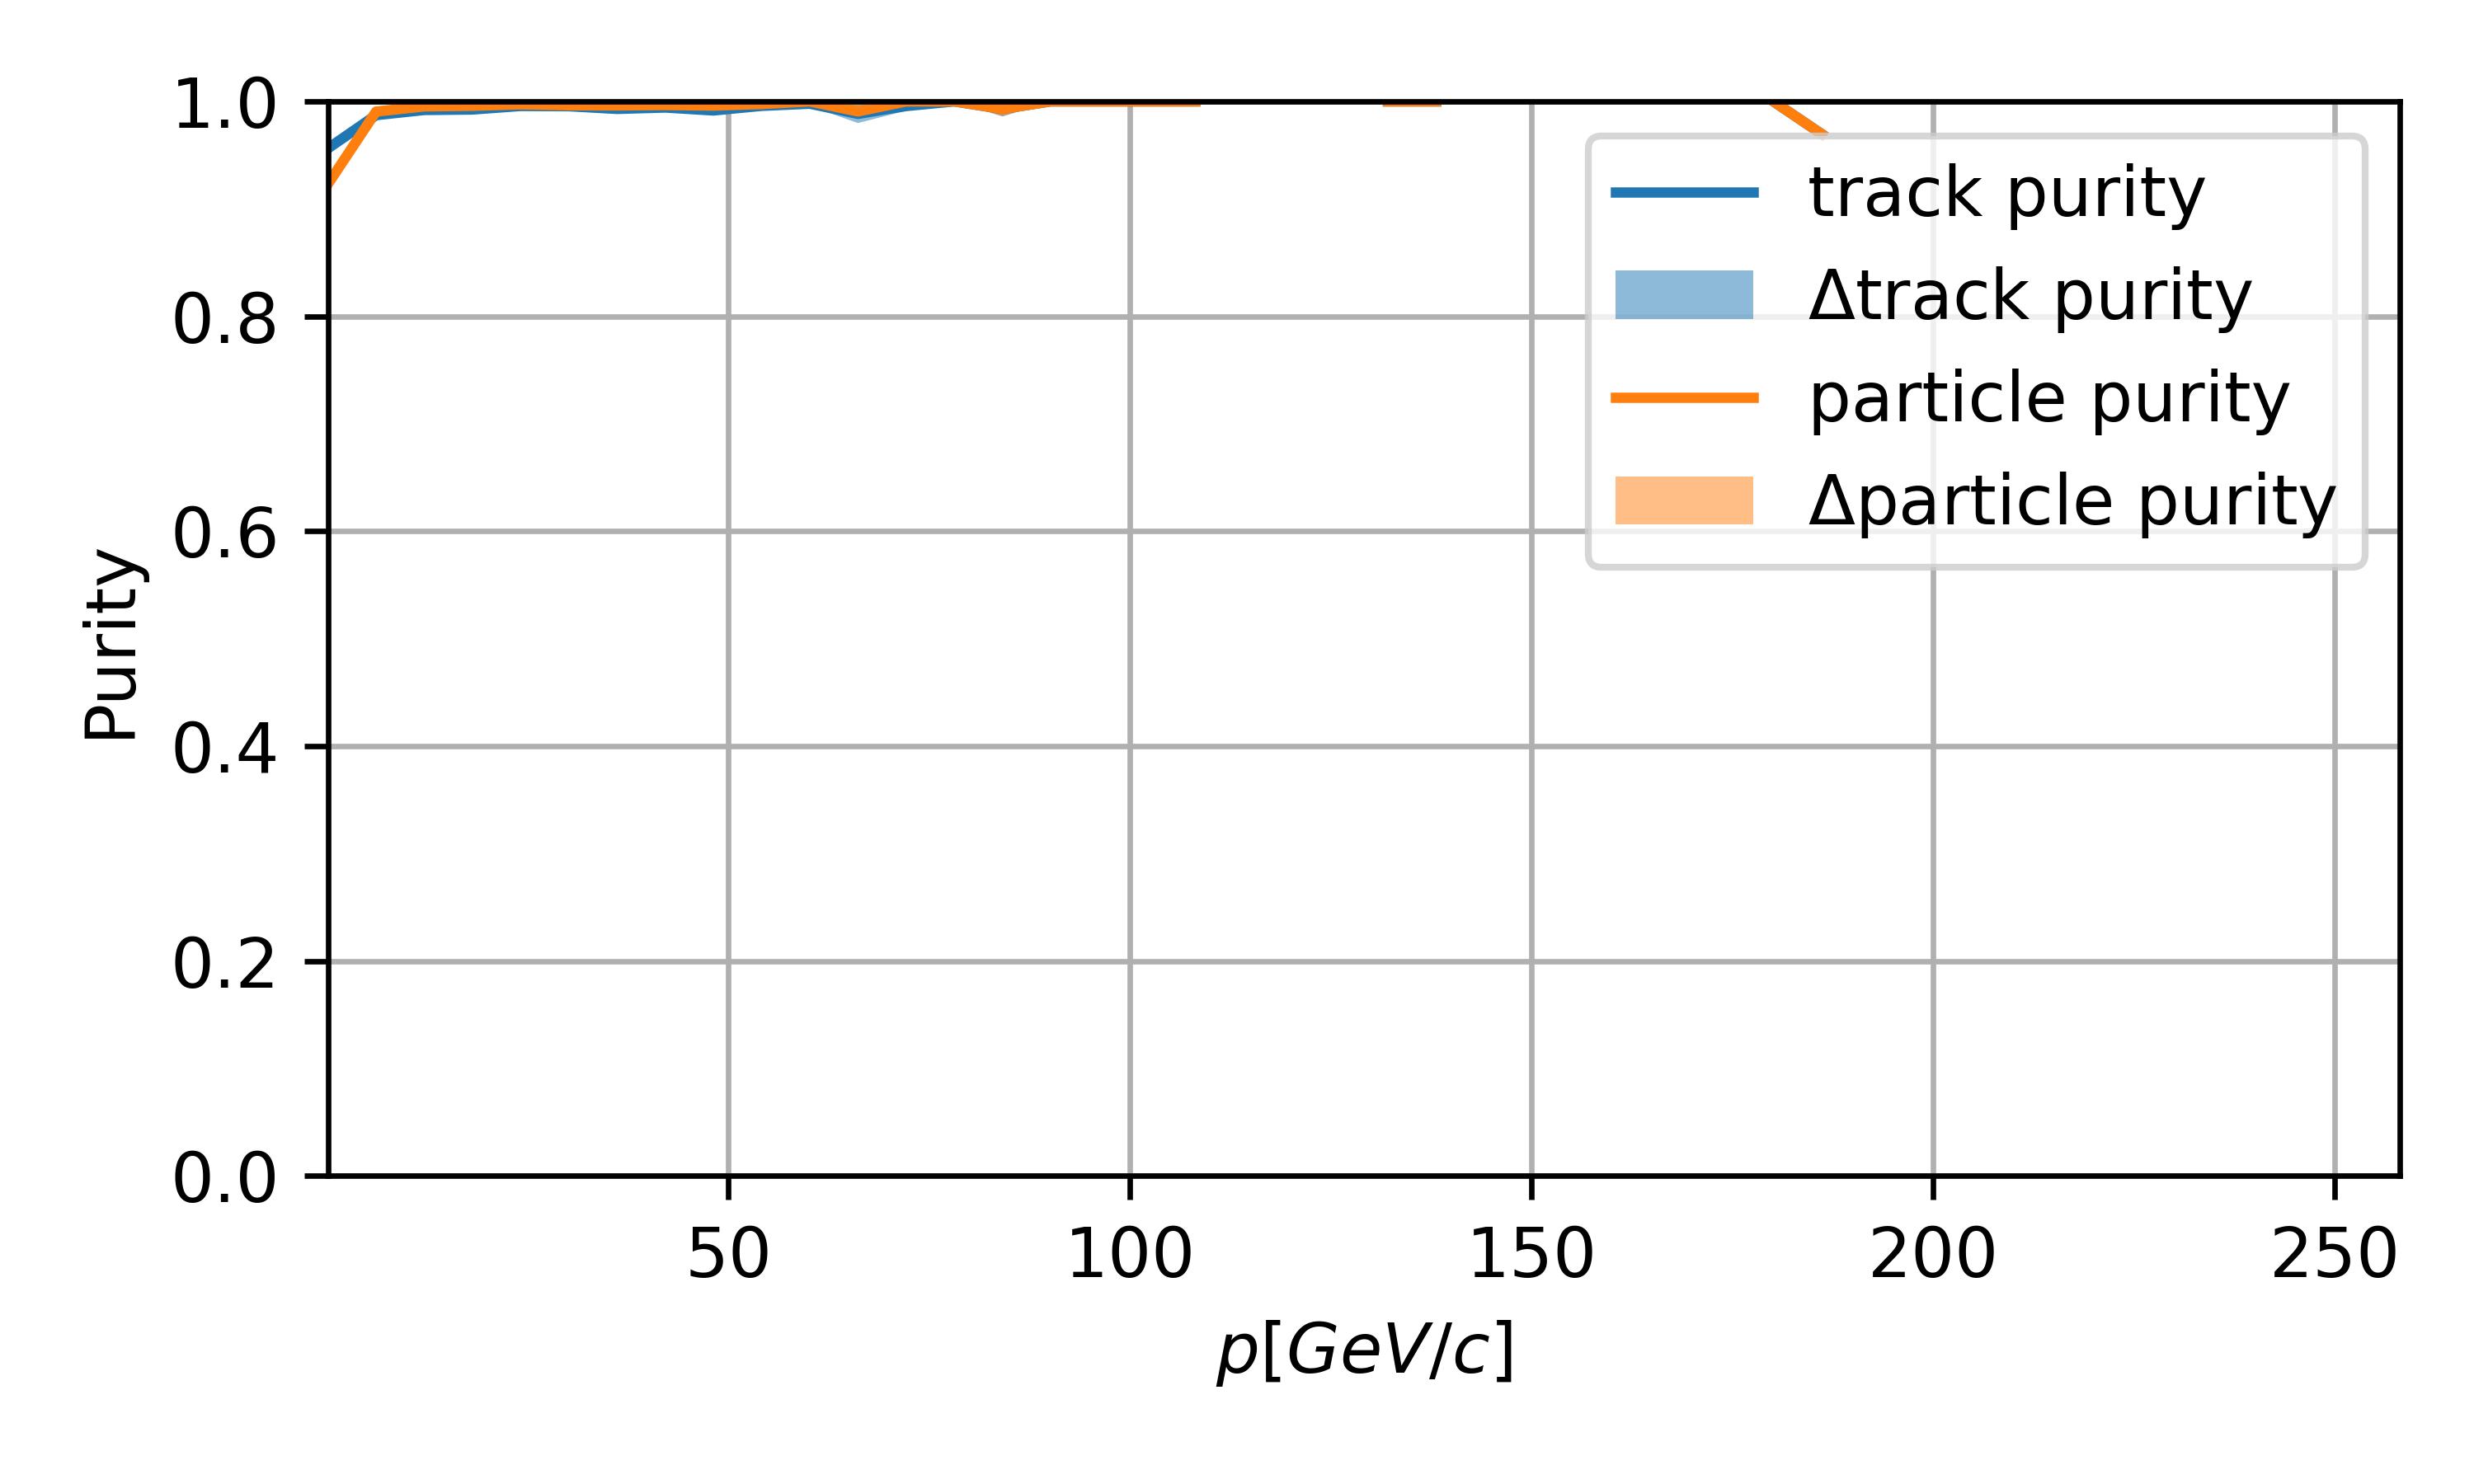 1.0
0.8
0.6
0.4
0.2
0.0
Purity
50 100 150 200 250
p[GeV/c]
track purity
Δtrack purity
particle purity
Δparticle purity